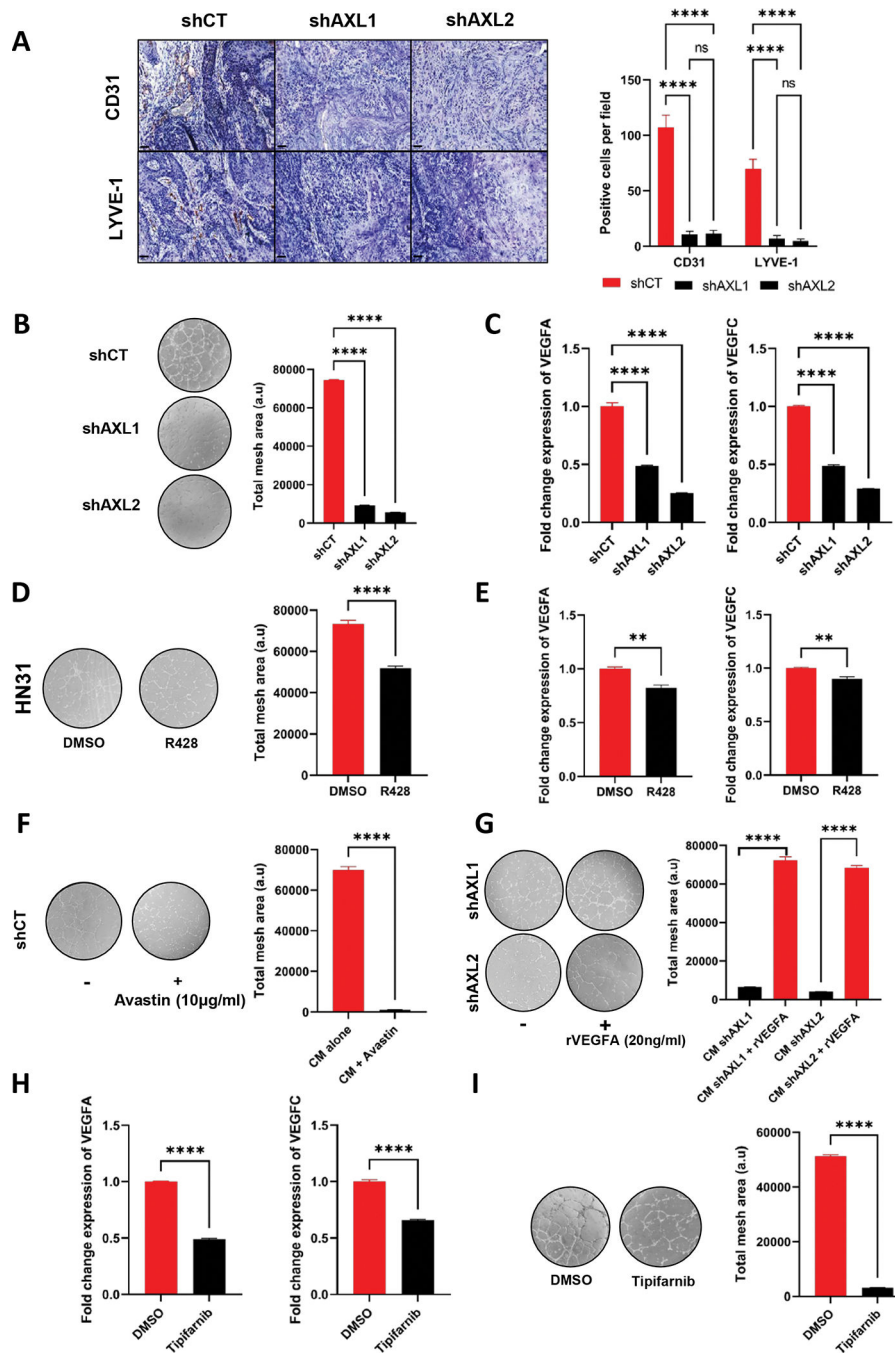 A
shCT shAXL1 shAXL2
CD31
LYVE-1
Positive cells per field
150
100
50
0
**** ****
**** ns **** ns
CD31 LYVE-1
shCT shAXL1 shAXL2
B
shCT
shAXL1
shAXL2
Total mesh area (a.u)
80000
60000
40000
20000
0
****
****
shCT shAXL1 shAXL2
C
Fold change expression of VEGFA
1.5
1.0
0.5
0.0
****
****
shCT shAXL1 shAXL2
Fold change expression of VEGFC
1.5
1.0
0.5
0.0
****
****
shCT shAXL1 shAXL2
D
HN31
DMSO R428
Total mesh area (a.u)
80000
60000
40000
20000
0
****
DMSO R428
E
Fold change expression of VEGFA
1.5
1.0
0.5
0.0
**
DMSO R428
Fold change expression of VEGFC
1.5
1.0
0.5
0.0
**
DMSO R428
F
shCT
- +
Avastin (10µg/ml)
Total mesh area (a.u)
80000
60000
40000
20000
0
****
CM alone CM + Avastin
G
shAXL1
shAXL2
- +
rVEGFA (20ng/ml)
Total mesh area (a.u)
80000
60000
40000
20000
0
**** ****
CM shAXL1 CM shAXL1 + rVEGFA CM shAXL2 CM shAXL2 + rVEGFA
H
Fold change expression of VEGFA
1.5
1.0
0.5
0.0
****
DMSO Tipifarnib
Fold change expression of VEGFC
1.5
1.0
0.5
0.0
****
DMSO Tipifarnib
I
DMSO Tipifarnib
Total mesh area (a.u)
60000
40000
20000
0
****
DMSO Tipifarnib